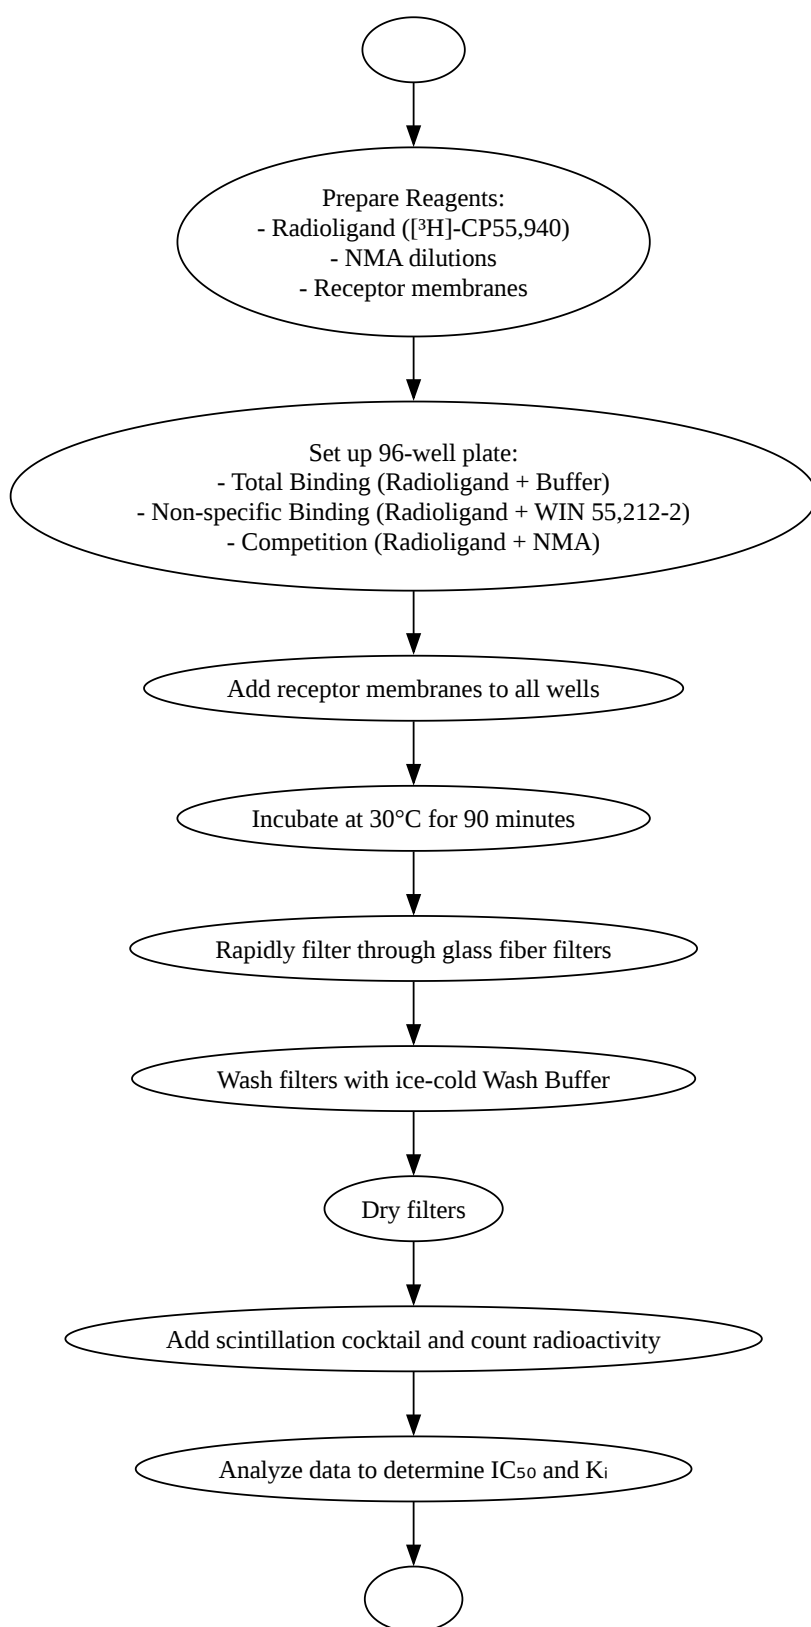 Prepare Reagents:
- Radioligand ([³H]-CP55,940)
- NMA dilutions
- Receptor membranes
Set up 96-well plate:
- Total Binding (Radioligand + Buffer)
- Non-specific Binding (Radioligand + WIN 55,212-2)
- Competition (Radioligand + NMA)
Add receptor membranes to all wells
Incubate at 30°C for 90 minutes
Rapidly filter through glass fiber filters
Wash filters with ice-cold Wash Buffer
Dry filters
Add scintillation cocktail and count radioactivity
Analyze data to determine IC₅₀ and Kᵢ